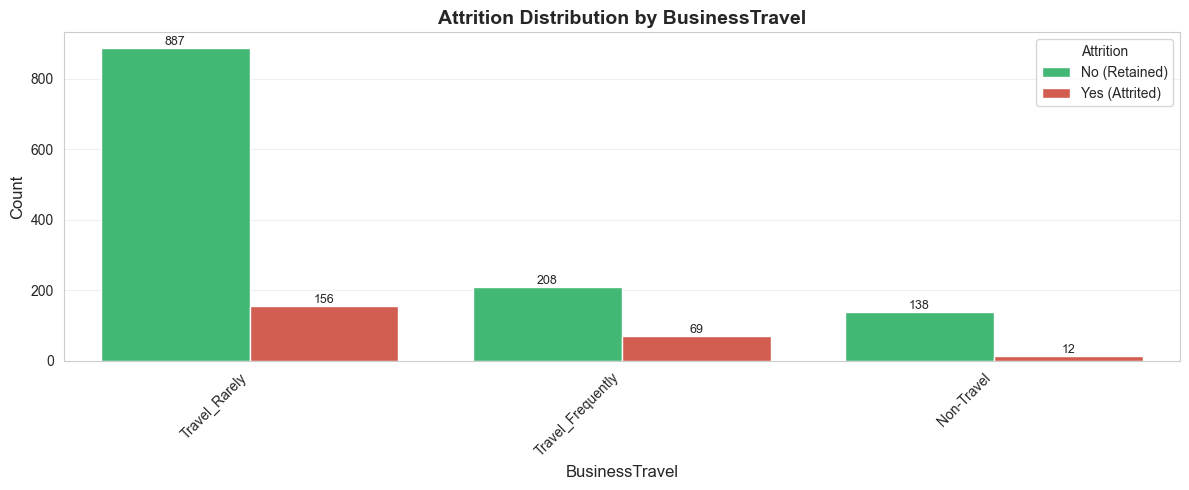 Attrition Distribution by BusinessTravel
887
156
208
69
138
12
Attrition
No (Retained)
Yes (Attrited)
800
600
400
200
0
Count
Travel_Rarely
Travel_Frequently
Non-Travel
BusinessTravel